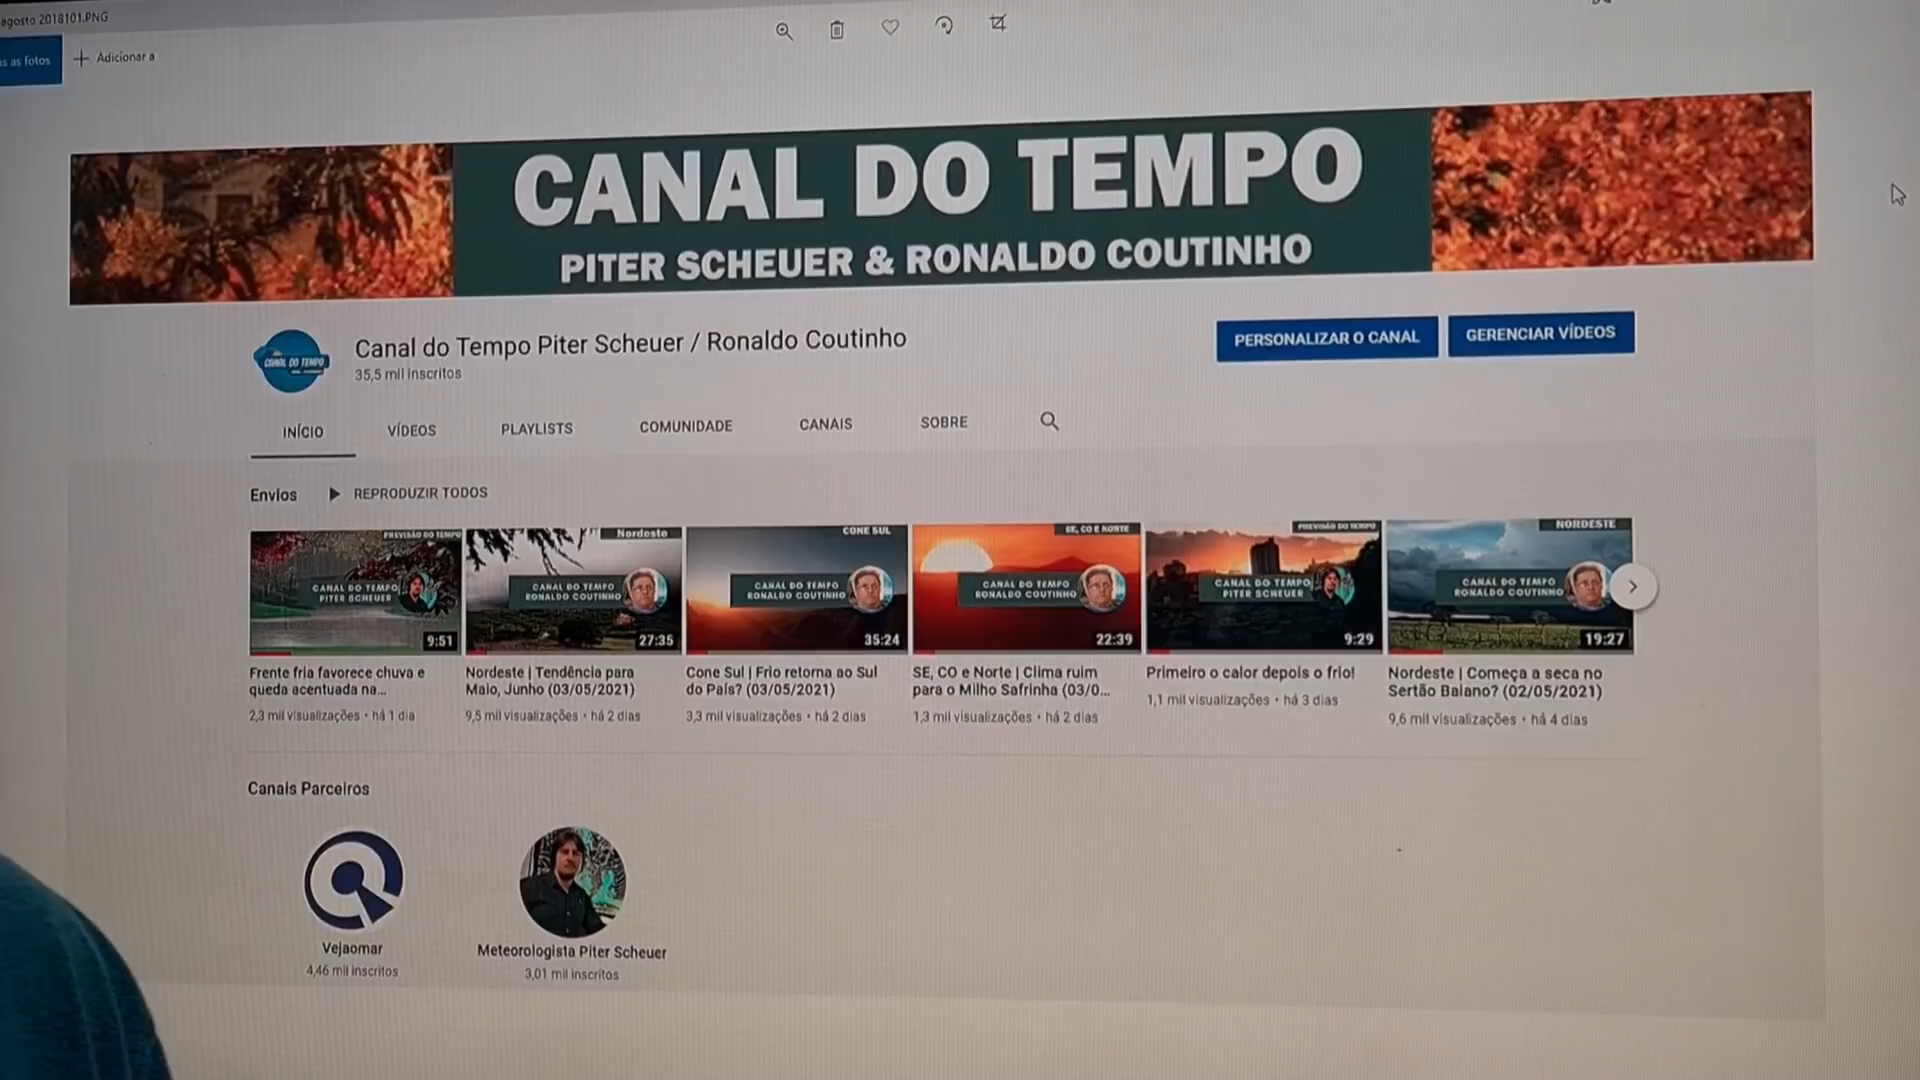 agosto 2018101.PNG
as as fotos
Adicionar a
CANAL DO TEMPO
PITER SCHEUER & RONALDO COUTINHO
CANAL DO TEMPO
Canal do Tempo Piter Scheuer / Ronaldo Coutinho
35,5 mil inscritos
PERSONALIZAR O CANAL
GERENCIAR VÍDEOS
INÍCIO
VÍDEOS
PLAYLISTS
COMUNIDADE
CANAIS
SOBRE
Envios
REPRODUZIR TODOS
PREVISÃO DO TEMPO
CANAL DO TEMPO
PITER SCHEUER
9:51
Frente fria favorece chuva e
queda acentuada na...
2,3 mil visualizações • há 1 dia
Nordeste
CANAL DO TEMPO
RONALDO COUTINHO
27:35
Nordeste | Tendência para
Maio, Junho (03/05/2021)
9,5 mil visualizações • há 2 dias
CONE SUL
CANAL DO TEMPO
RONALDO COUTINHO
35:24
Cone Sul | Frio retorna ao Sul
do País? (03/05/2021)
3,3 mil visualizações • há 2 dias
SE, CO E NORTE
CANAL DO TEMPO
RONALDO COUTINHO
22:39
SE, CO e Norte | Clima ruim
para o Milho Safrinha (03/0...
1,3 mil visualizações • há 2 dias
PREVISÃO DO TEMPO
CANAL DO TEMPO
PITER SCHEUER
9:29
Primeiro o calor depois o frio!
1,1 mil visualizações • há 3 dias
NORDESTE
CANAL DO TEMPO
RONALDO COUTINHO
19:27
Nordeste | Começa a seca no
Sertão Baiano? (02/05/2021)
9,6 mil visualizações • há 4 dias
Canais Parceiros
Vejaomar
4,46 mil inscritos
Meteorologista Piter Scheuer
3,01 mil inscritos